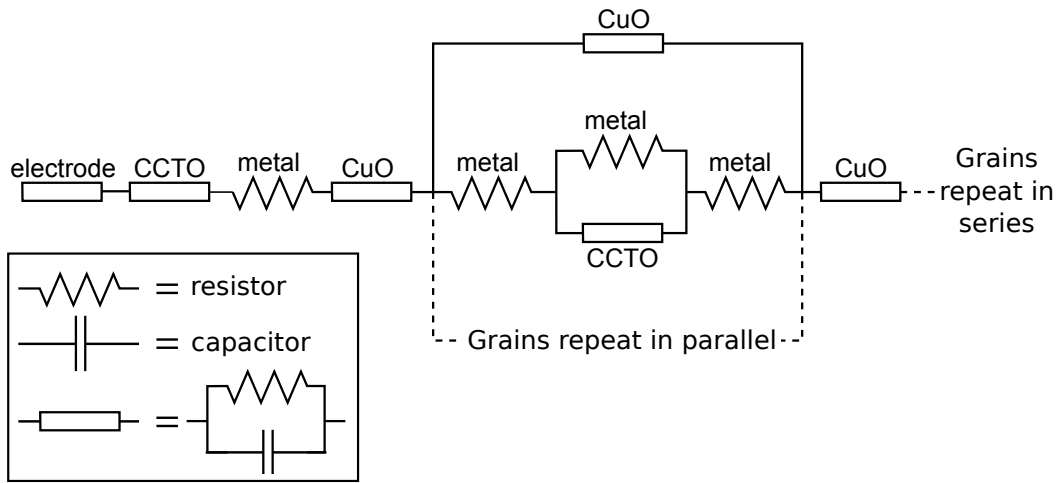 CuO
metal
electrode
CCTO
metal
CuO
metal
metal
CuO
Grains
repeat in
series
CCTO
= resistor
= capacitor
=
Grains repeat in parallel